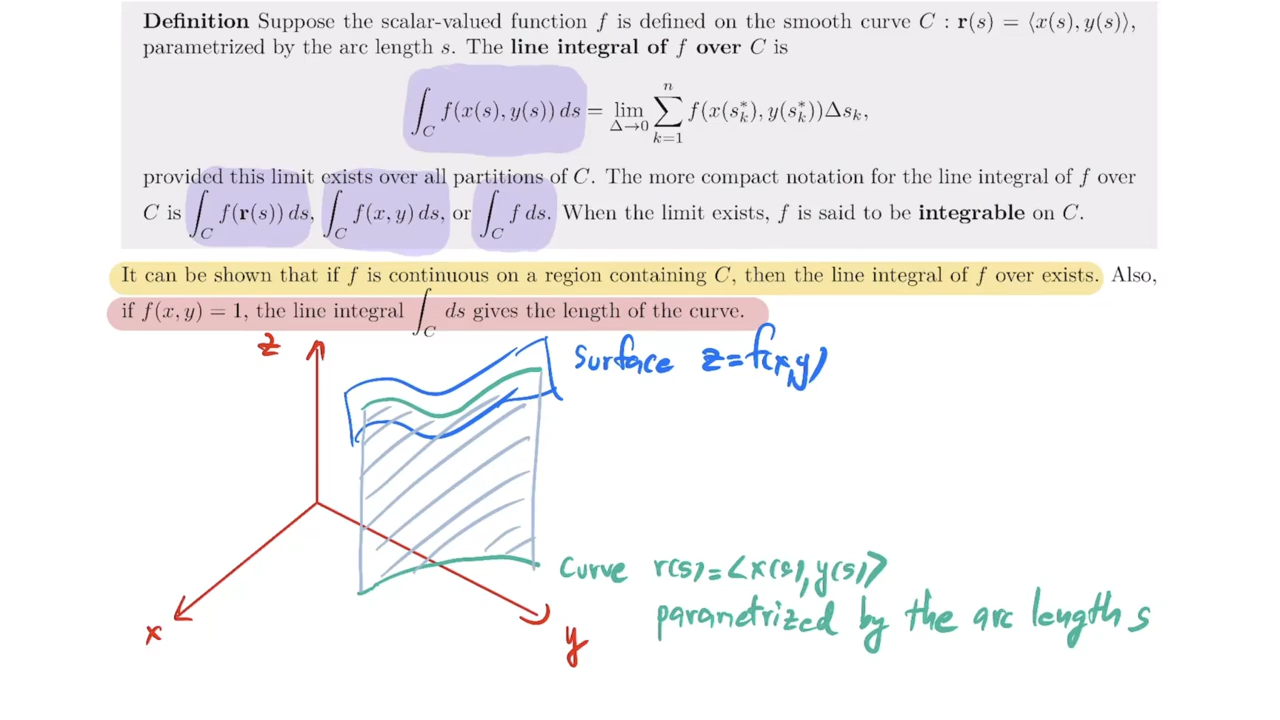 Definition Suppose the scalar-valued function f is defined on the smooth curve C : r(s) = ⟨x(s), y(s)⟩,
parametrized by the arc length s. The line integral of f over C is
∫_C f(x(s), y(s)) ds = lim_{Δ→0} ∑_{k=1}^{n} f(x(s_k^*), y(s_k^*))Δs_k,
provided this limit exists over all partitions of C. The more compact notation for the line integral of f over
C is ∫_C f(r(s)) ds, ∫_C f(x, y) ds, or ∫_C f ds. When the limit exists, f is said to be integrable on C.
It can be shown that if f is continuous on a region containing C, then the line integral of f over exists. Also,
if f(x, y) = 1, the line integral ∫_C ds gives the length of the curve.
z
Surface z=f(x,y)
Curve r(s)=<x(s),y(s)>
parametrized by the arc length s
x
y